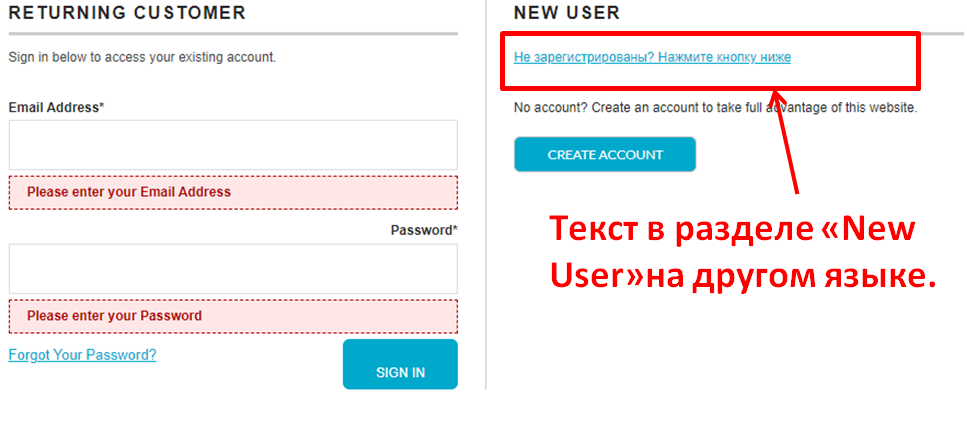 RETURNING CUSTOMER
Sign in below to access your existing account.
Email Address*
Please enter your Email Address
Password*
Please enter your Password
Forgot Your Password?
SIGN IN
NEW USER
Не зарегистрированы? Нажмите кнопку ниже
No account? Create an account to take full advantage of this website.
CREATE ACCOUNT
Текст в разделе «New
User»на другом языке.